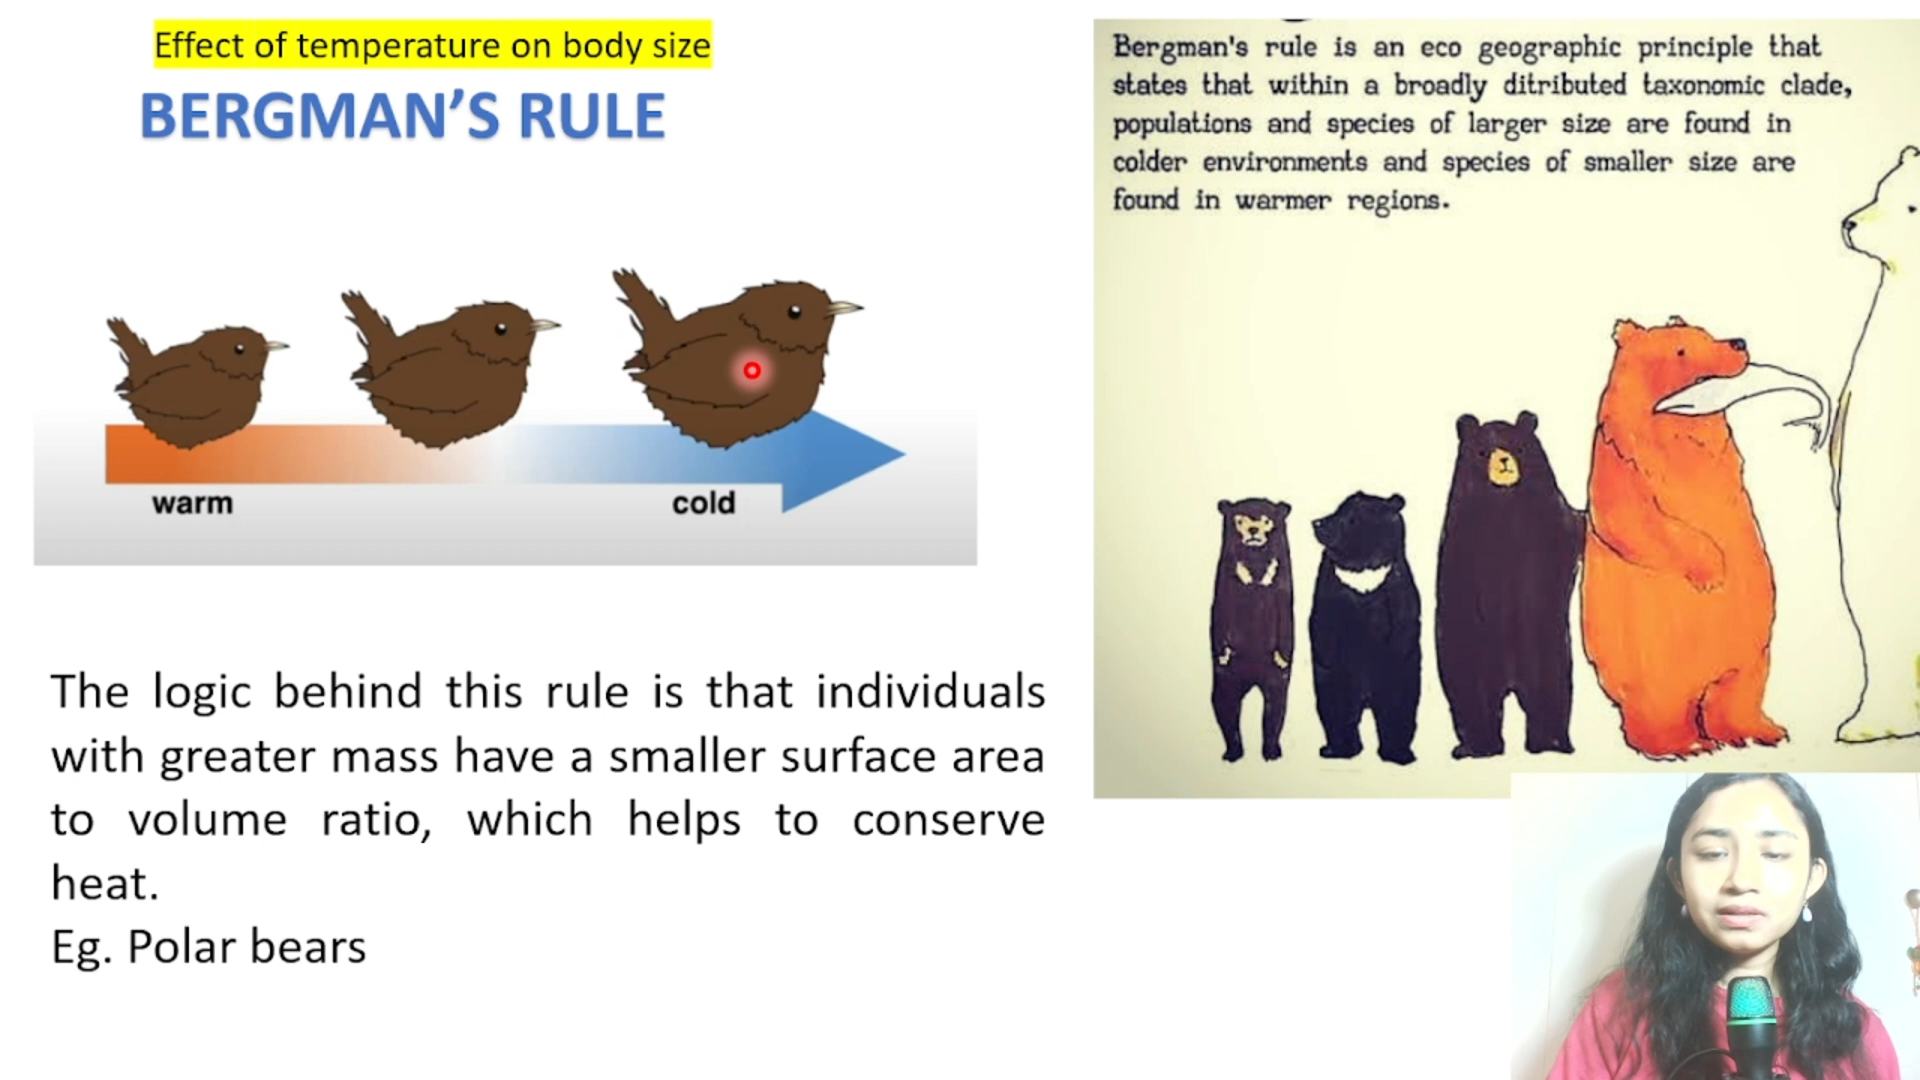 Effect of temperature on body size
BERGMAN’S RULE
warm
cold
The logic behind this rule is that individuals
with greater mass have a smaller surface area
to volume ratio, which helps to conserve
heat.
Eg. Polar bears
Bergman's rule is an eco geographic principle that
states that within a broadly ditributed taxonomic clade,
populations and species of larger size are found in
colder environments and species of smaller size are
found in warmer regions.